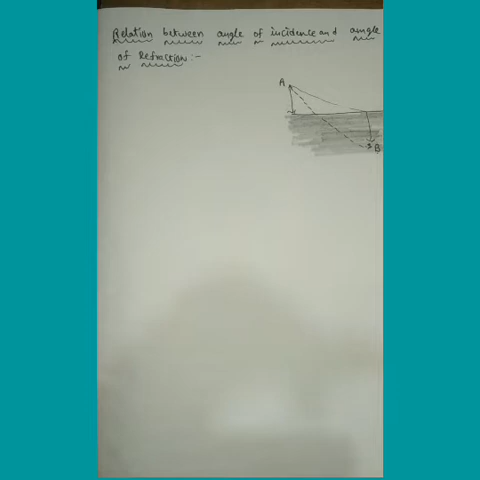 Relation between angle of incidence and angle
of Refraction :-
A
B